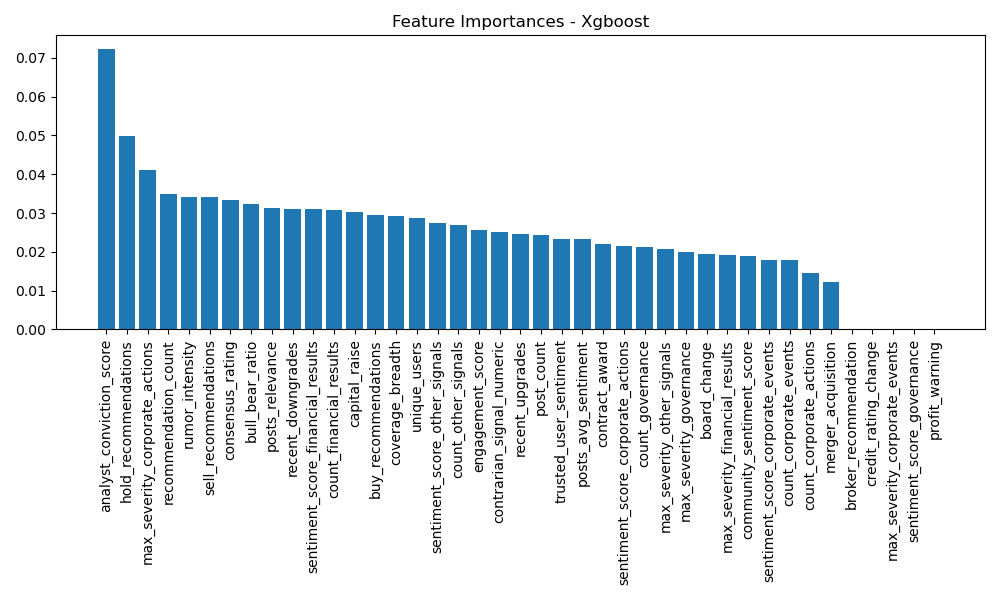 Feature Importances - Xgboost
0.07
0.06
0.05
0.04
0.03
0.02
0.01
0.00
analyst_conviction_score
hold_recommendations
max_severity_corporate_actions
recommendation_count
rumor_intensity
sell_recommendations
consensus_rating
bull_bear_ratio
posts_relevance
recent_downgrades
sentiment_score_financial_results
count_financial_results
capital_raise
buy_recommendations
coverage_breadth
unique_users
sentiment_score_other_signals
count_other_signals
engagement_score
contrarian_signal_numeric
recent_upgrades
post_count
trusted_user_sentiment
posts_avg_sentiment
contract_award
sentiment_score_corporate_actions
count_governance
max_severity_other_signals
max_severity_governance
board_change
max_severity_financial_results
community_sentiment_score
sentiment_score_corporate_events
count_corporate_events
count_corporate_actions
merger_acquisition
broker_recommendation
credit_rating_change
max_severity_corporate_events
sentiment_score_governance
profit_warning